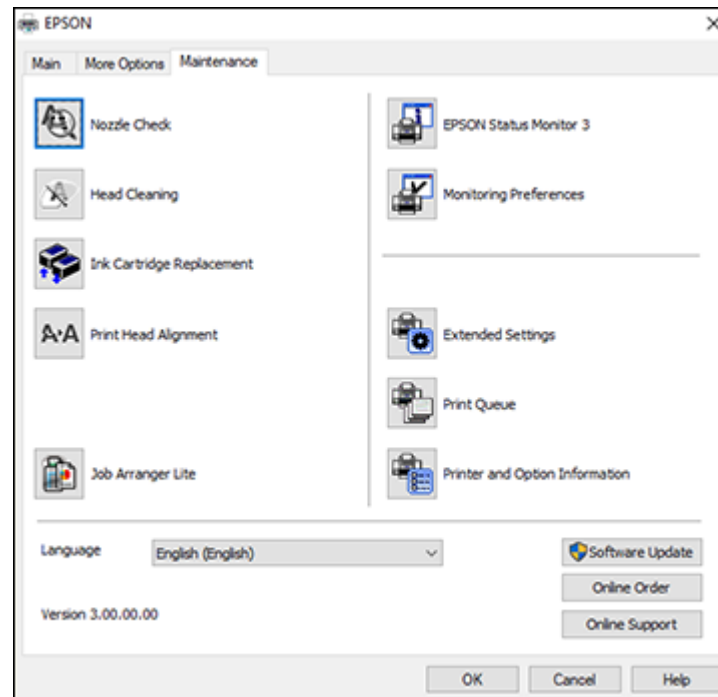 EPSON
Main
More Options
Maintenance
Nozzle Check
Head Cleaning
Ink Cartridge Replacement
A·A Print Head Alignment
Job Arranger Lite
EPSON Status Monitor 3
Monitoring Preferences
Extended Settings
Print Queue
Printer and Option Information
Language
English (English)
Version 3.00.00.00
Software Update
Online Order
Online Support
OK
Cancel
Help